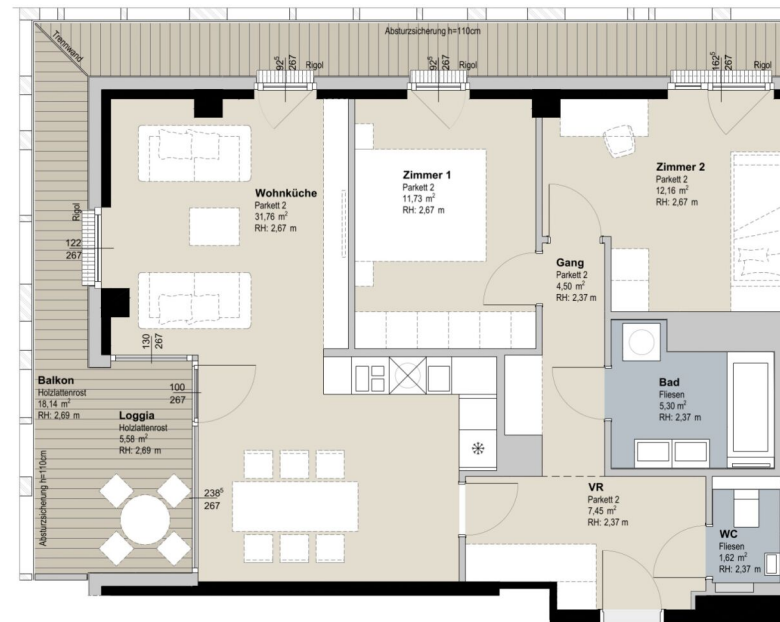 Absturzsicherung h=110cm
Trennwand
92⁵
267
Rigol
92⁵
267
Rigol
162⁵
267
Rigol
Wohnküche
Parkett 2
31,76 m²
RH: 2,67 m
Zimmer 1
Parkett 2
11,73 m²
RH: 2,67 m
Zimmer 2
Parkett 2
12,16 m²
RH: 2,67 m
Rigol
122
267
Gang
Parkett 2
4,50 m²
RH: 2,37 m
130
267
Balkon
Holzlattenrost
18,14 m²
RH: 2,69 m
100
267
Loggia
Holzlattenrost
5,58 m²
RH: 2,69 m
Bad
Fliesen
5,30 m²
RH: 2,37 m
Absturzsicherung h=110cm
238⁵
267
VR
Parkett 2
7,45 m²
RH: 2,37 m
WC
Fliesen
1,62 m²
RH: 2,37 m